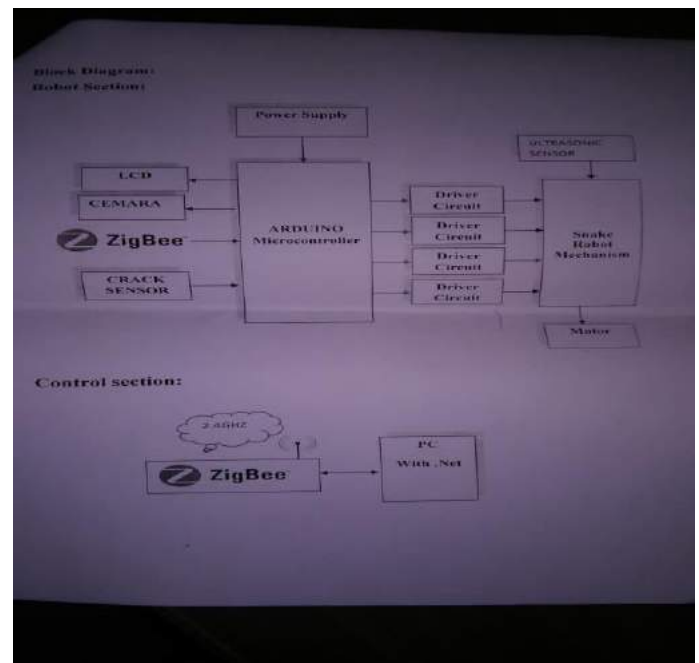 Block Diagram:
Robot Section:
Power Supply
ULTRASONIC
SENSOR
LCD
CEMARA
ZigBee
CRACK
SENSOR
ARDUINO
Microcontroller
Driver
Circuit
Driver
Circuit
Driver
Circuit
Driver
Circuit
Snake
Robot
Mechanism
Motor
Control section:
2.4GHZ
ZigBee
PC
With .Net